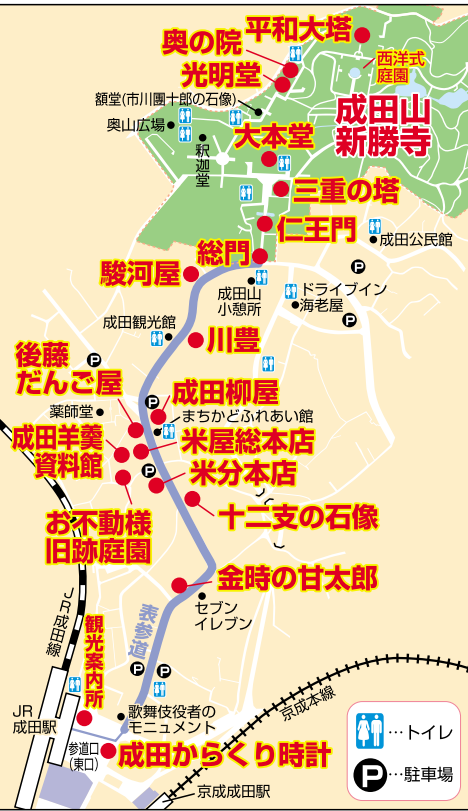 平和大塔
奥の院
西洋式
庭園
光明堂
額堂(市川團十郎の石像)
成田山
新勝寺
奥山広場
大本堂
釈迦堂
三重の塔
仁王門
成田公民館
総門
駿河屋
成田山
小憩所
ドライブイン
海老屋
成田観光館
川豊
後藤
だんご屋
P
成田柳屋
薬師堂
まちかどふれあい館
成田羊羹
資料館
米屋総本店
米分本店
お不動様
旧跡庭園
十二支の石像
金時の甘太郎
セブン
イレブン
表参道
JR成田線
観光案内所
P
P
JR
成田駅
歌舞伎役者の
モニュメント
京成本線
参道口
(東口)
成田からくり時計
京成成田駅
…トイレ
P…駐車場
P
P
P
P